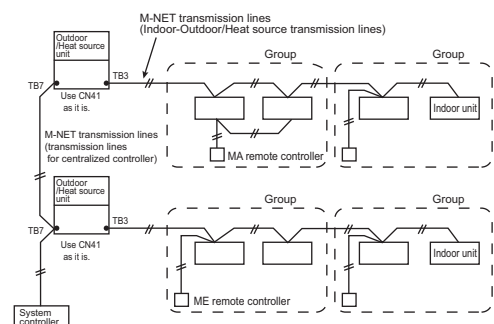 M-NET transmission lines
(Indoor-Outdoor/Heat source transmission lines)
Outdoor
/Heat source
unit
TB7
TB3
Use CN41
as it is.
Group
Group
Indoor unit
MA remote controller
M-NET transmission lines
(transmission lines
for centralized controller)
Outdoor
/Heat source
unit
TB7
TB3
Use CN41
as it is.
Group
Group
Indoor unit
ME remote controller
System
controller